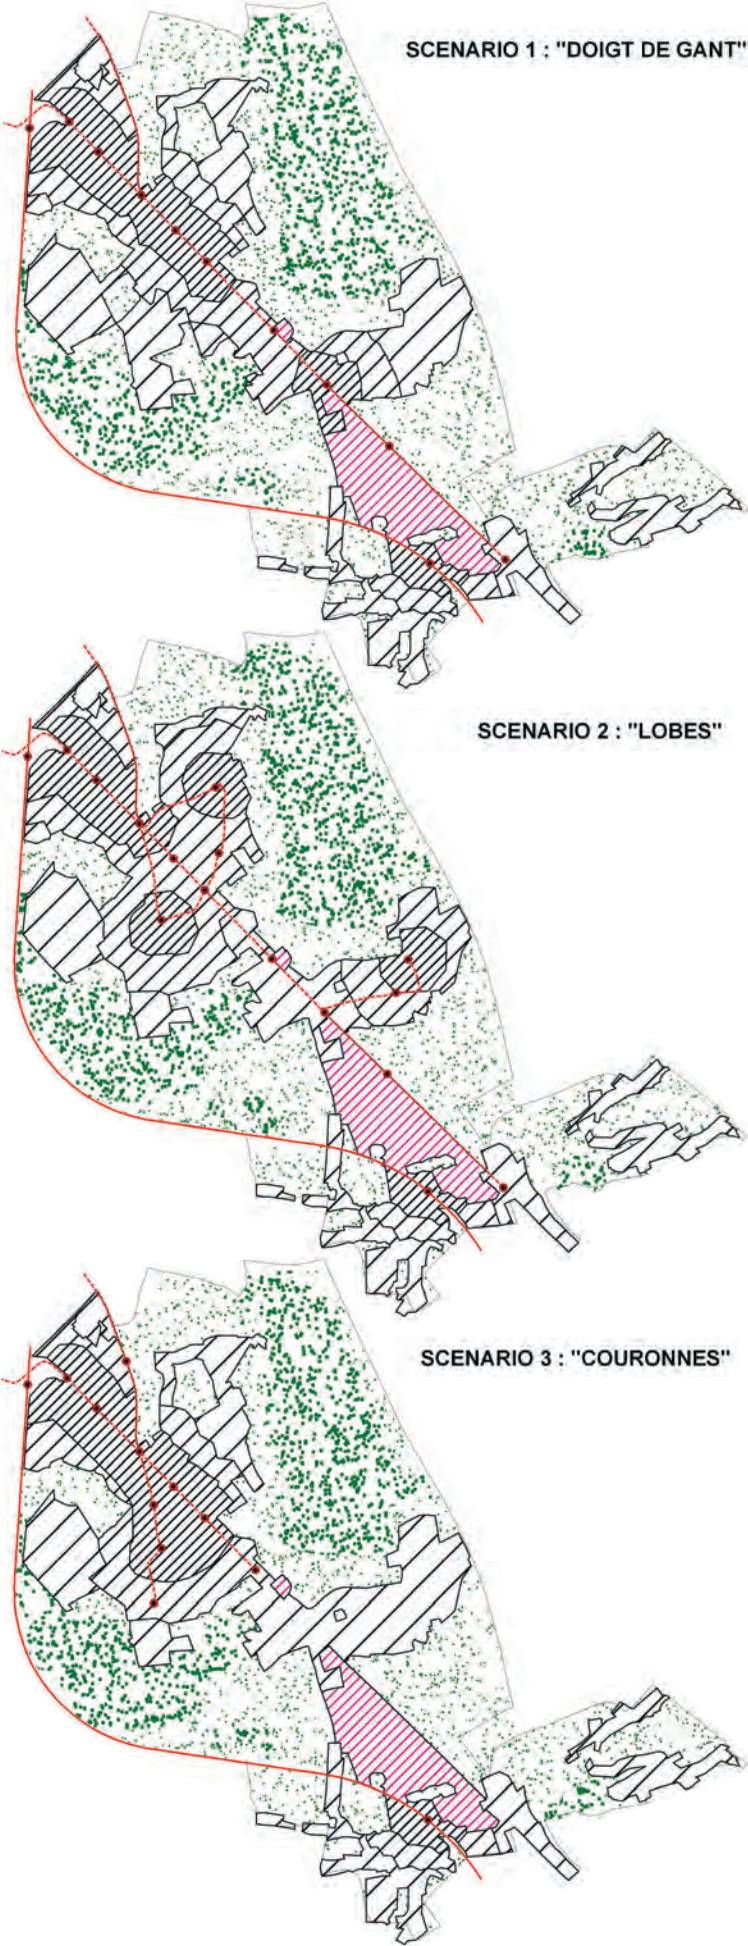 SCENARIO 1 : "DOIGT DE GANT"
SCENARIO 2 : "LOBES"
SCENARIO 3 : "COURONNES"